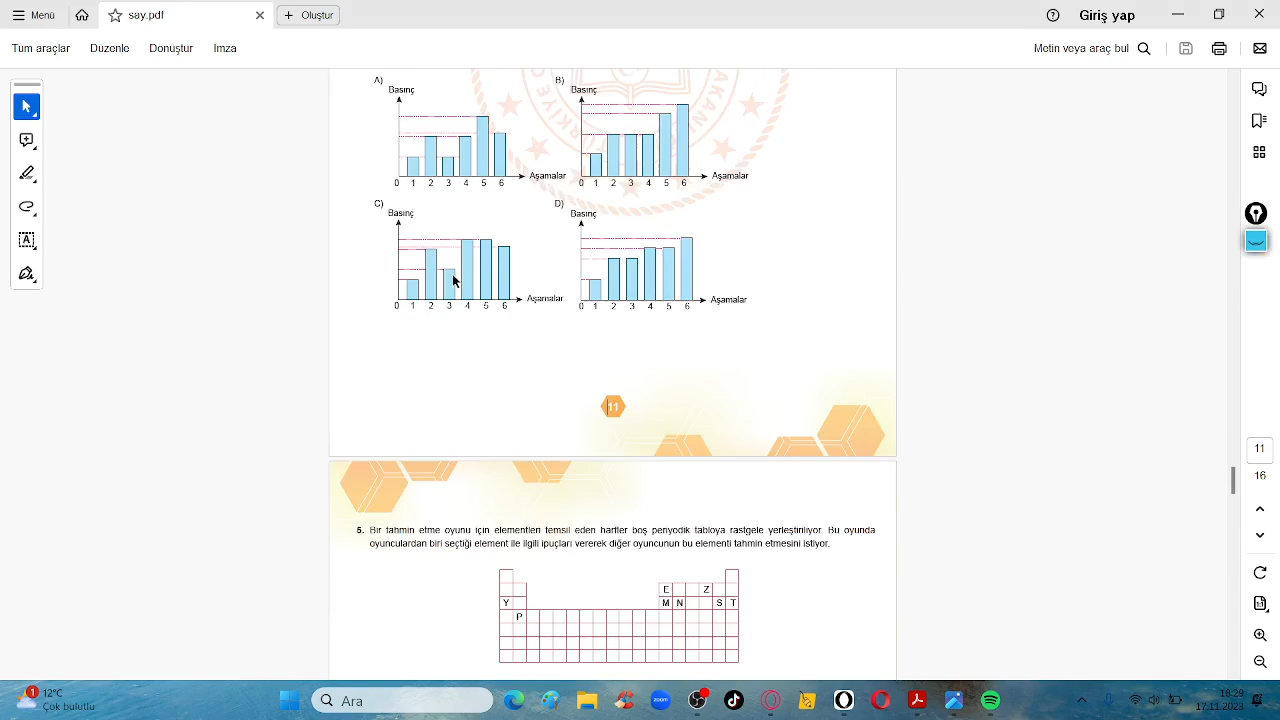 Menü
say.pdf
Oluştur
Giriş yap
Tüm araçlar
Düzenle
Dönüştür
İmza
Metin veya araç bul
A)
Basınç
0 1 2 3 4 5 6
Aşamalar
B)
Basınç
0 1 2 3 4 5 6
Aşamalar
C)
Basınç
0 1 2 3 4 5 6
Aşamalar
D)
Basınç
0 1 2 3 4 5 6
Aşamalar
11
5. Bir tahmin etme oyunu için elementleri temsil eden harfler boş periyodik tabloya rastgele yerleştiriliyor. Bu oyunda
oyunculardan biri seçtiği element ile ilgili ipuçları vererek diğer oyuncunun bu elementi tahmin etmesini istiyor.
E Z
Y M N S T
P
11
16
1
12°C
Çok bulutlu
Ara
zoom
18:29
17.11.2023